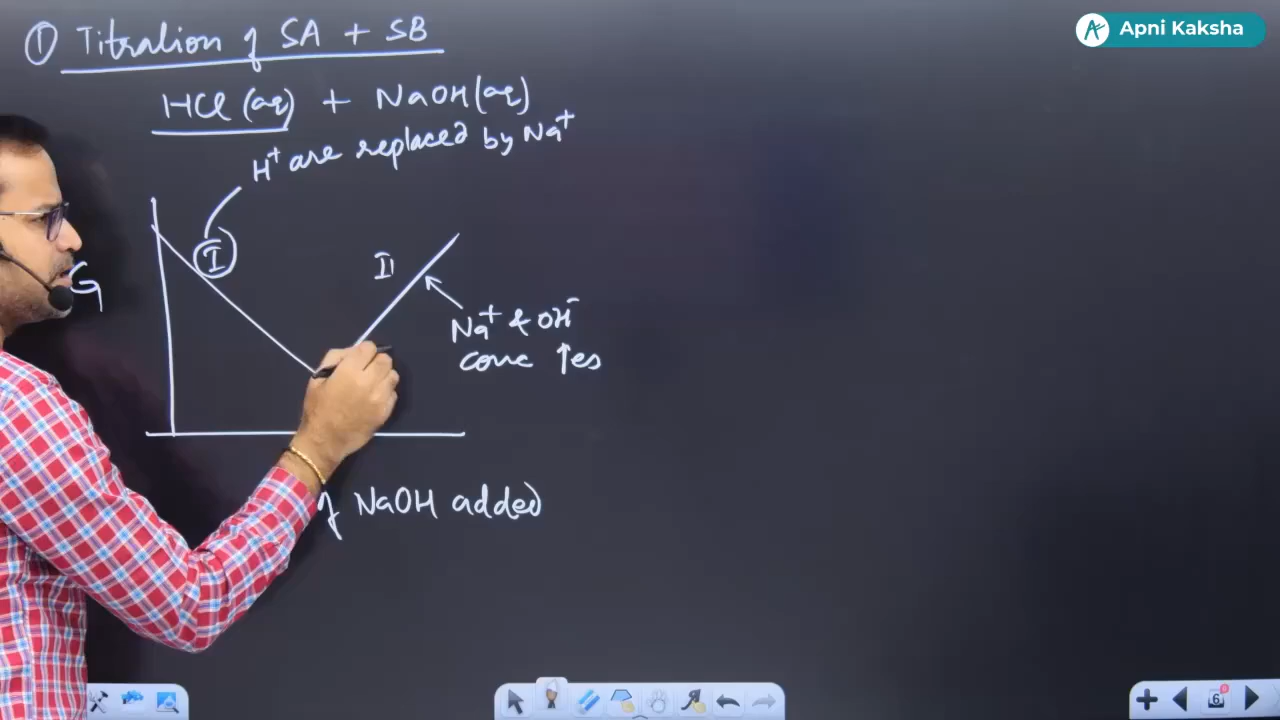 ① Titration of SA + SB
Apni Kaksha
HCl (aq) + NaOH (aq)
H⁺ are replaced by Na⁺
I
II
G
Na⁺ & OH⁻
conc ↑es
of NaOH added
6